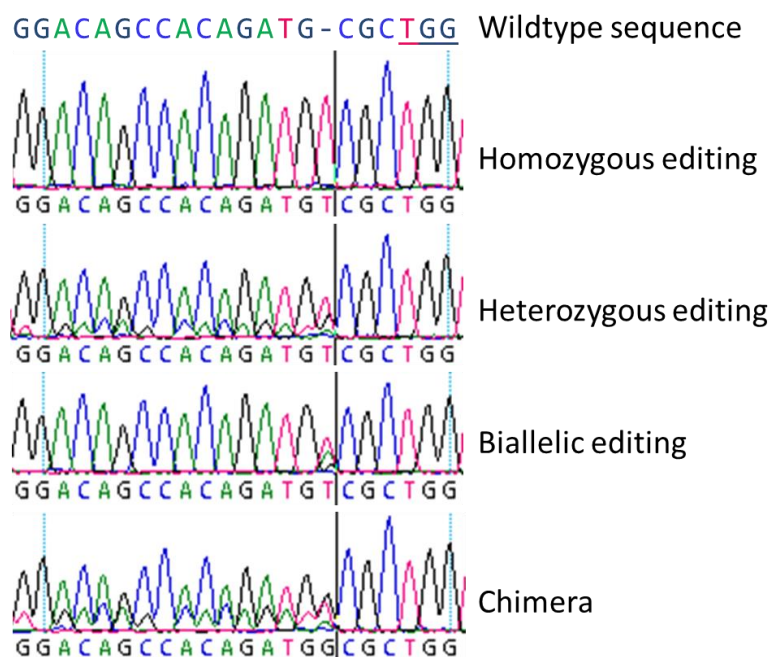 GGACAGCCACAGATG-CGCTGG Wildtype sequence
Homozygous editing
GGACAGCCACAGATGTCGCTGG
Heterozygous editing
GGACAGCCACAGATGTCGCTGG
Biallelic editing
GGACAGCCACAGATGTCGCTGG
Chimera
GGACAGCCACAGATGGCGCTGG